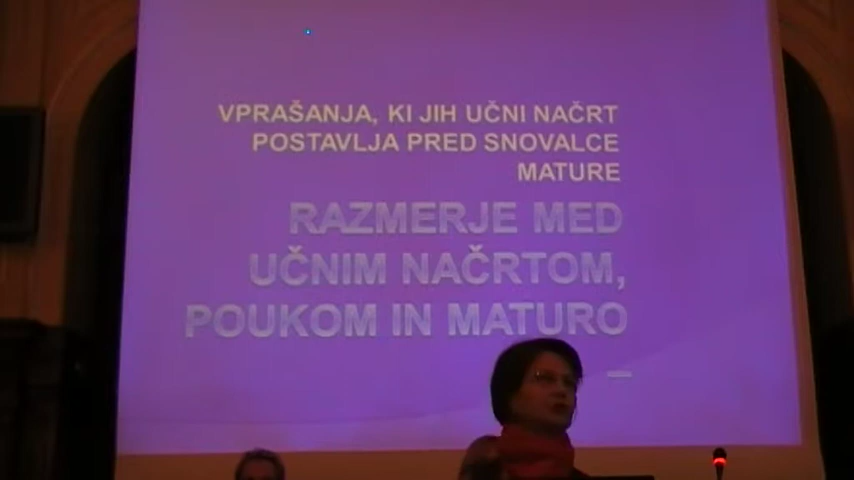 VPRAŠANJA, KI JIH UČNI NAČRT
POSTAVLJA PRED SNOVALCE
MATURE
RAZMERJE MED
UČNIM NAČRTOM,
POUKOM IN MATURO
–